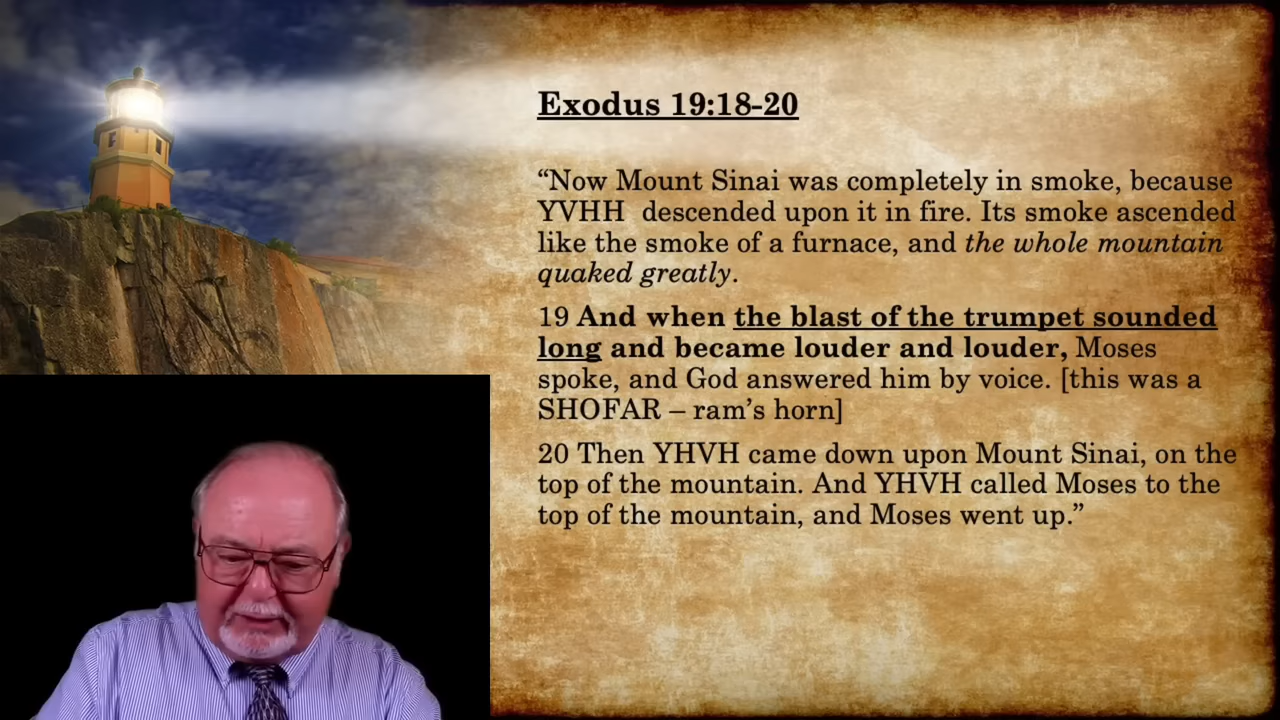 Exodus 19:18-20
“Now Mount Sinai was completely in smoke, because
YVHH descended upon it in fire. Its smoke ascended
like the smoke of a furnace, and the whole mountain
quaked greatly.
19 And when the blast of the trumpet sounded
long and became louder and louder, Moses
spoke, and God answered him by voice. [this was a
SHOFAR – ram’s horn]
20 Then YHVH came down upon Mount Sinai, on the
top of the mountain. And YHVH called Moses to the
top of the mountain, and Moses went up.”